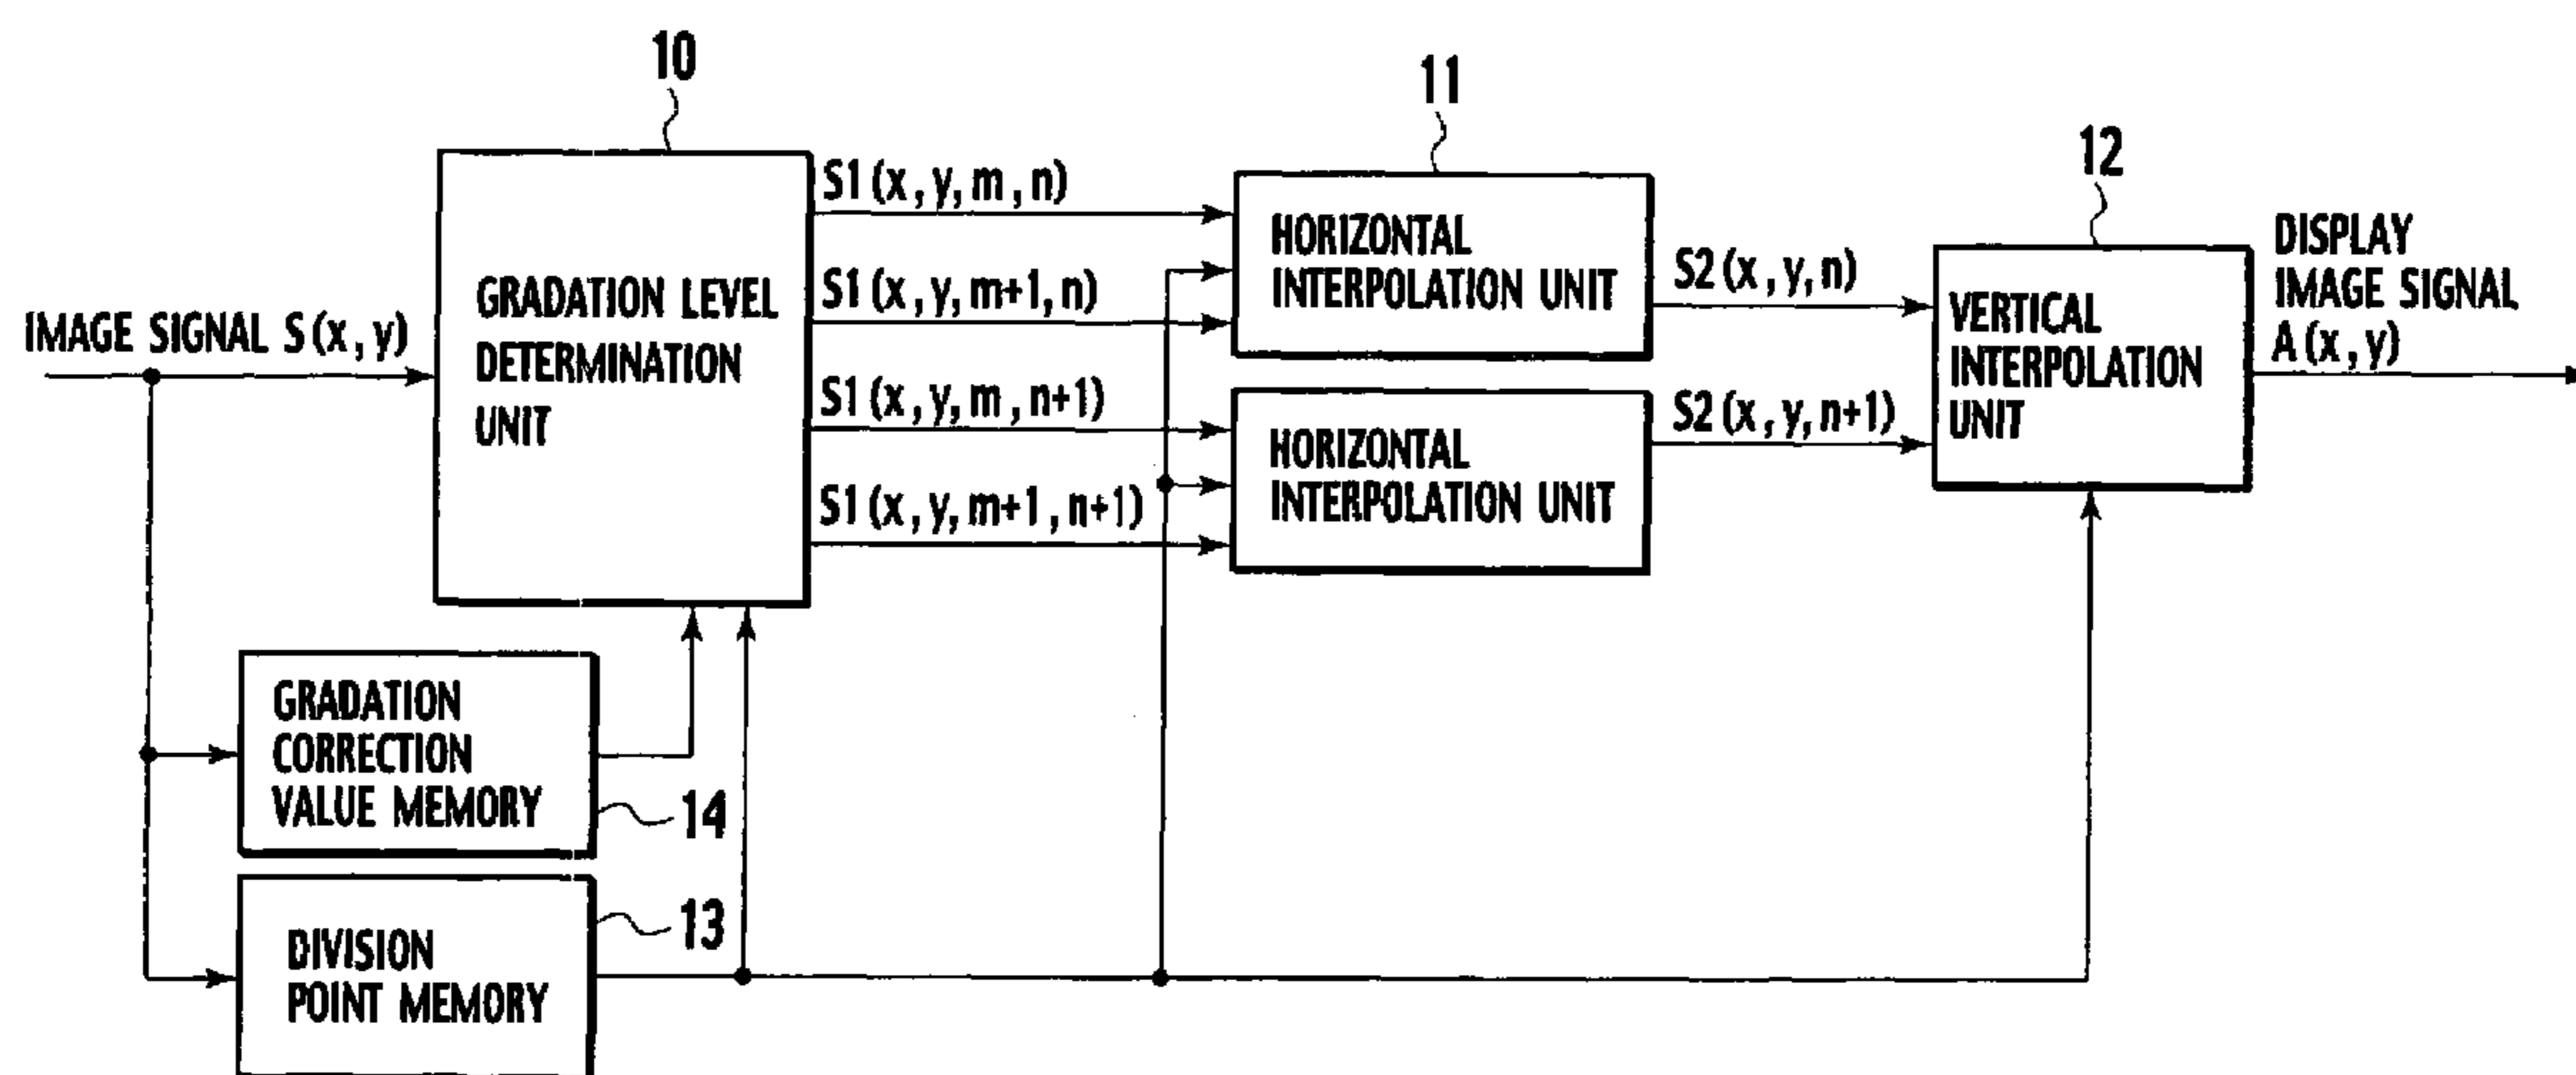 10
11
12
IMAGE SIGNAL S(x,y)
GRADATION LEVEL
DETERMINATION
UNIT
S1(x,y,m,n)
S1(x,y,m+1,n)
S1(x,y,m,n+1)
S1(x,y,m+1,n+1)
HORIZONTAL
INTERPOLATION UNIT
HORIZONTAL
INTERPOLATION UNIT
S2(x,y,n)
S2(x,y,n+1)
VERTICAL
INTERPOLATION
UNIT
DISPLAY
IMAGE SIGNAL
A(x,y)
GRADATION
CORRECTION
VALUE MEMORY
14
DIVISION
POINT MEMORY
13